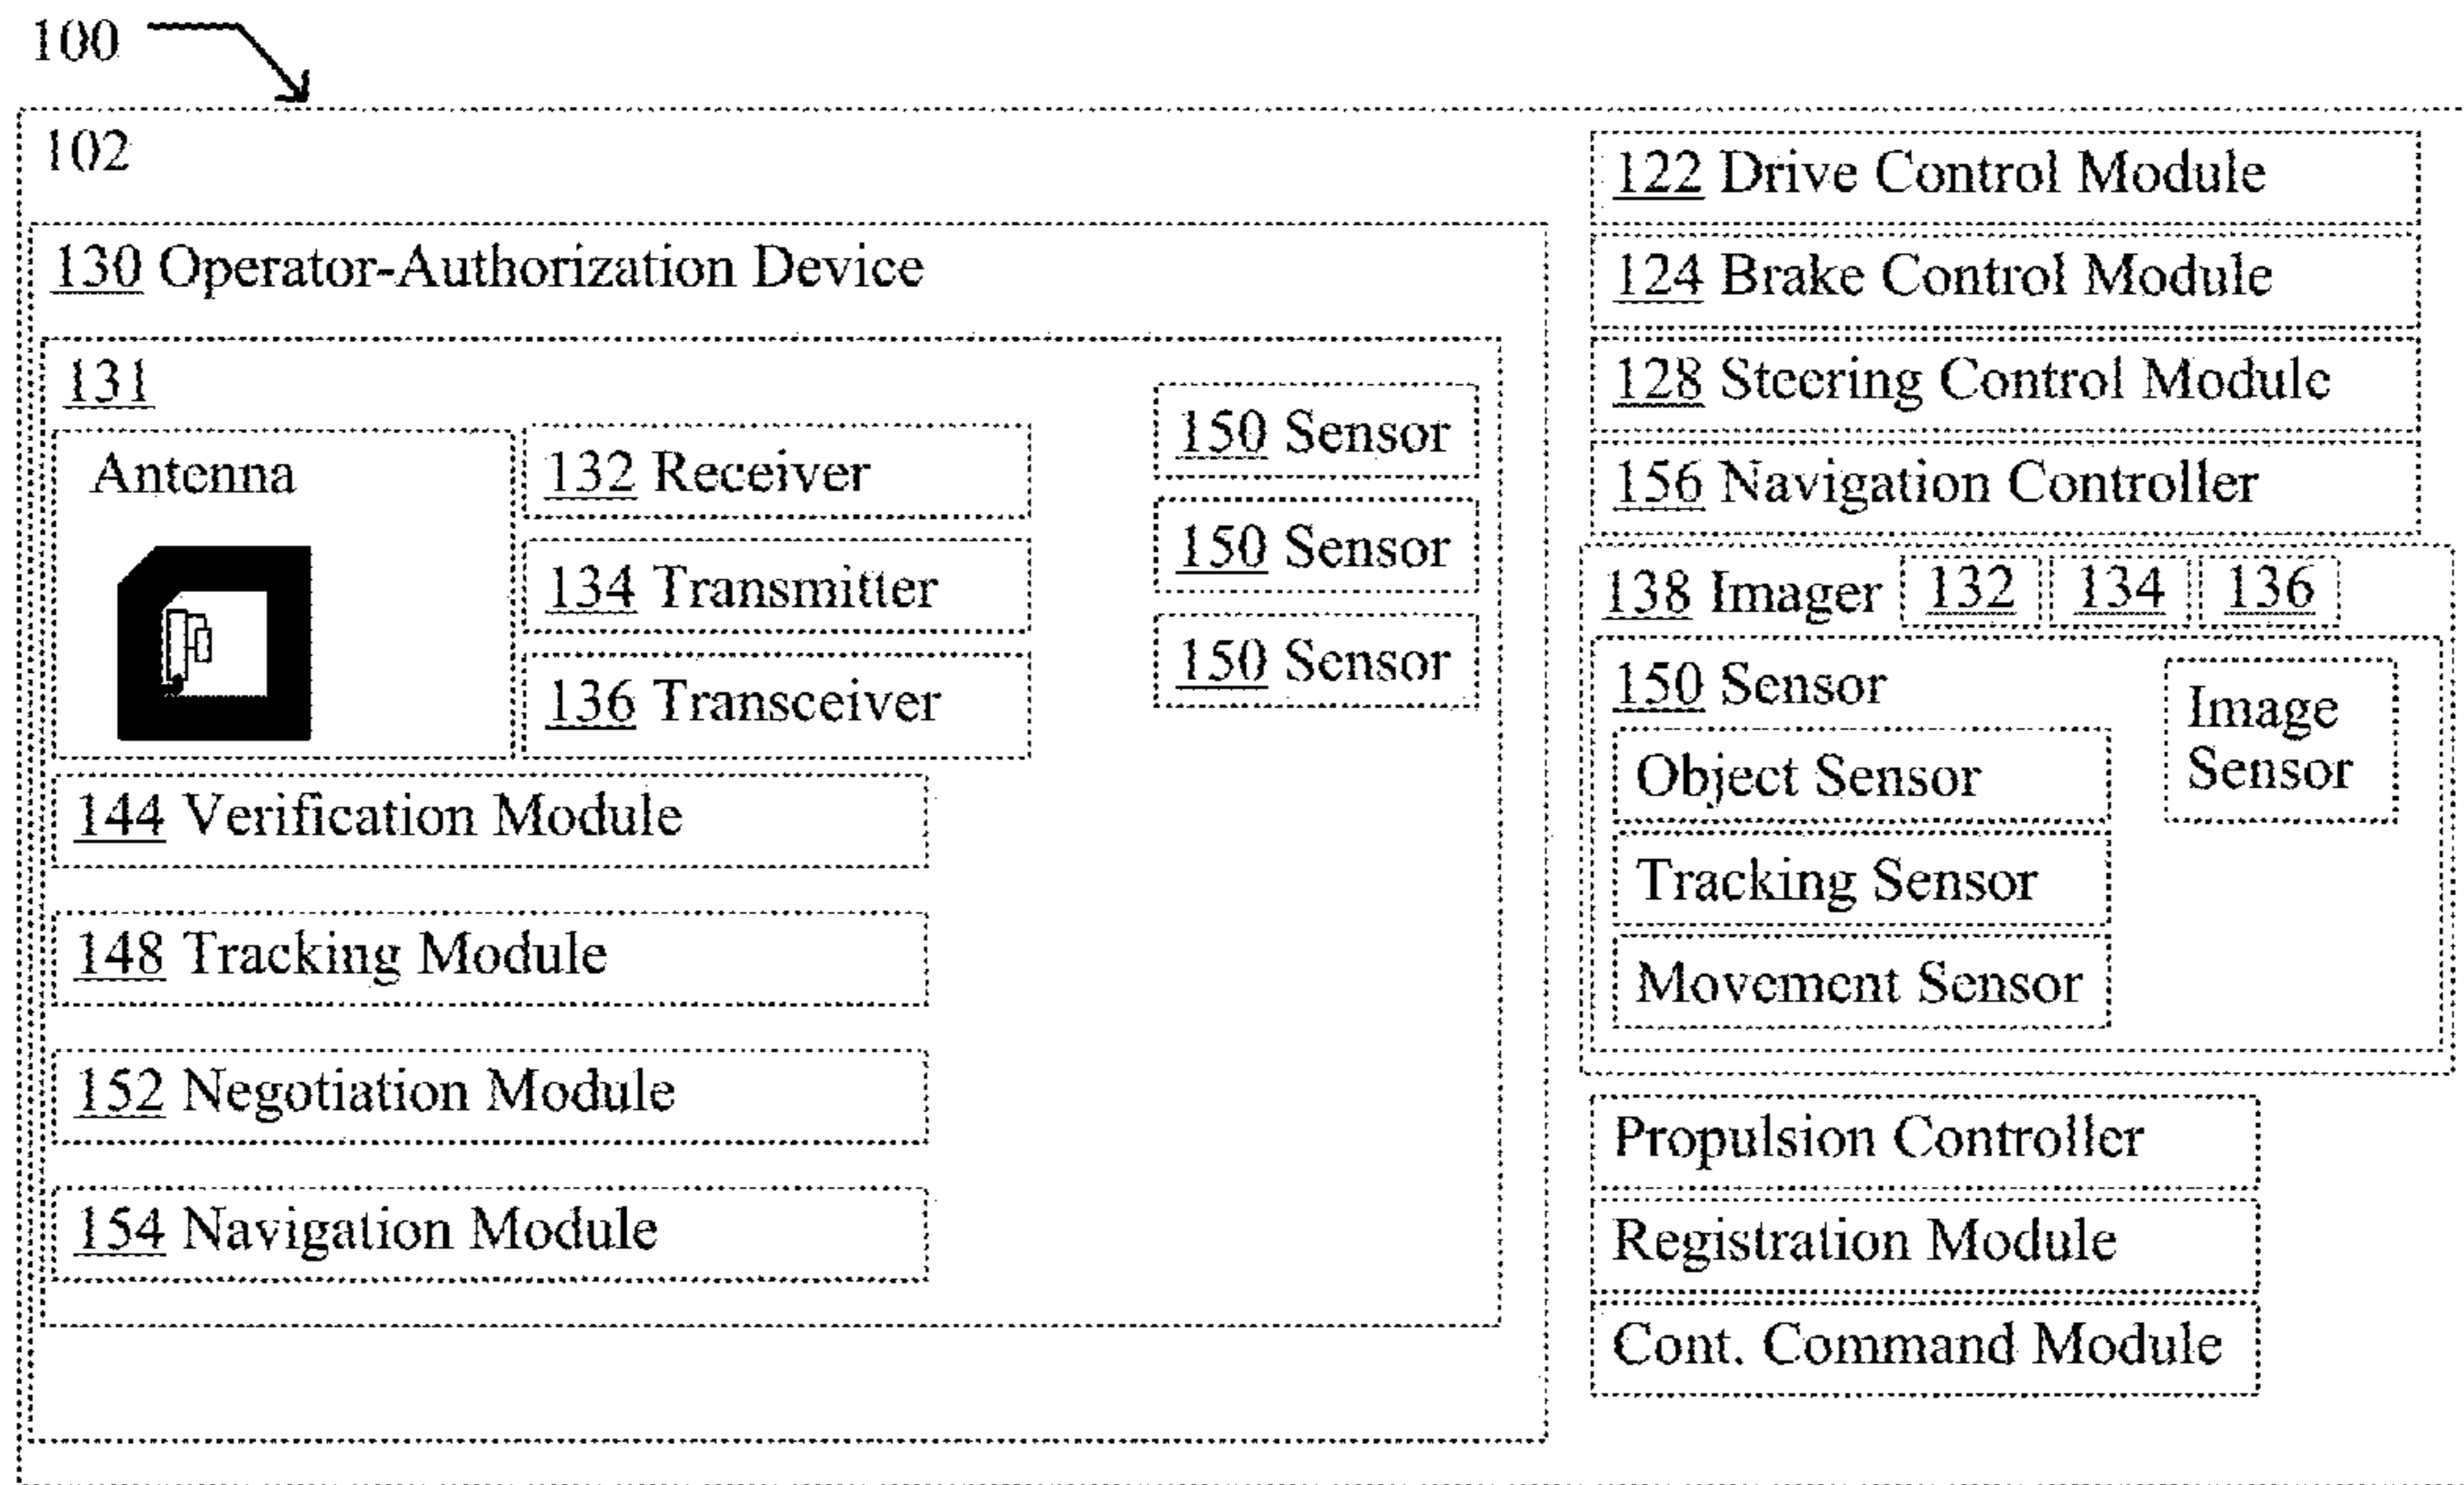 100
102
130 Operator-Authorization Device
131
Antenna
132 Receiver
134 Transmitter
136 Transceiver
150 Sensor
150 Sensor
150 Sensor
144 Verification Module
148 Tracking Module
152 Negotiation Module
154 Navigation Module
122 Drive Control Module
124 Brake Control Module
128 Steering Control Module
156 Navigation Controller
138 Imager 132 134 136
150 Sensor
Image
Sensor
Object Sensor
Tracking Sensor
Movement Sensor
Propulsion Controller
Registration Module
Cont. Command Module